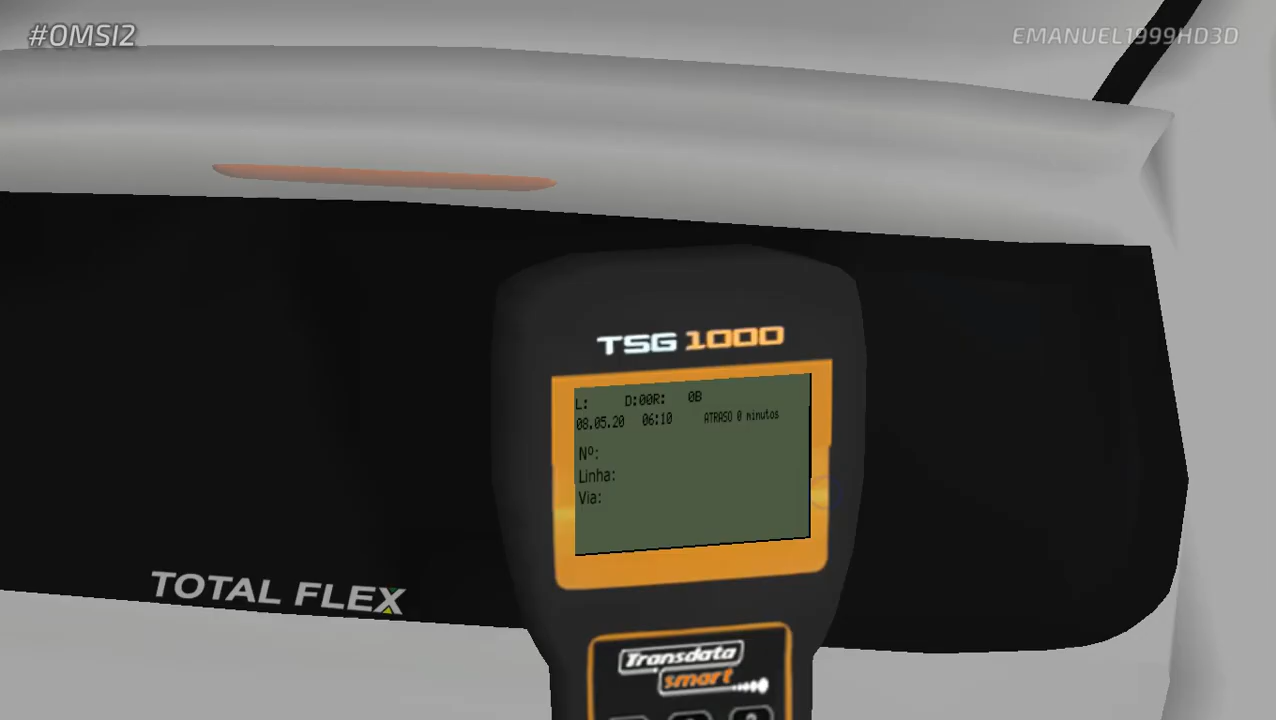 #OMSI2
EMANUEL1999HD3D
TSG 1000
L: D:00R: 0B
08.05.20 06:10 ATRASO 0 minutos
Nº:
Linha:
Via:
TOTAL FLEX
Transdata
smart